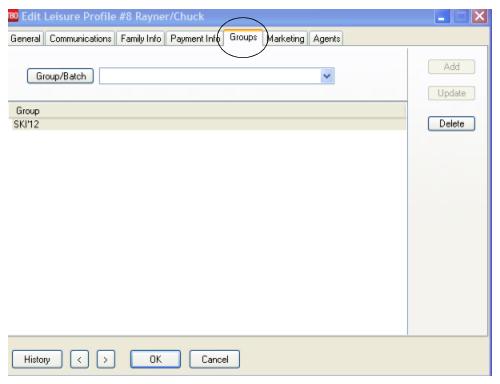 TBO Edit Leisure Profile #8 Rayner/Chuck
General Communications Family Info Payment Info Groups Marketing Agents
Group/Batch
Add
Update
Delete
Group
SKI'12
History < > OK Cancel